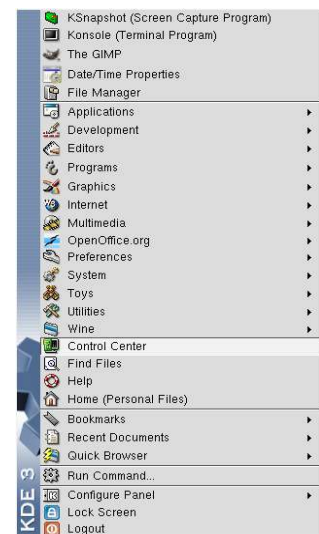 KSnapshot (Screen Capture Program)
Konsole (Terminal Program)
The GIMP
Date/Time Properties
File Manager
Applications
Development
Editors
Programs
Graphics
Internet
Multimedia
OpenOffice.org
Preferences
System
Toys
Utilities
Wine
Control Center
Find Files
Help
Home (Personal Files)
Bookmarks
Recent Documents
Quick Browser
Run Command...
Configure Panel
Lock Screen
Logout
KDE 3